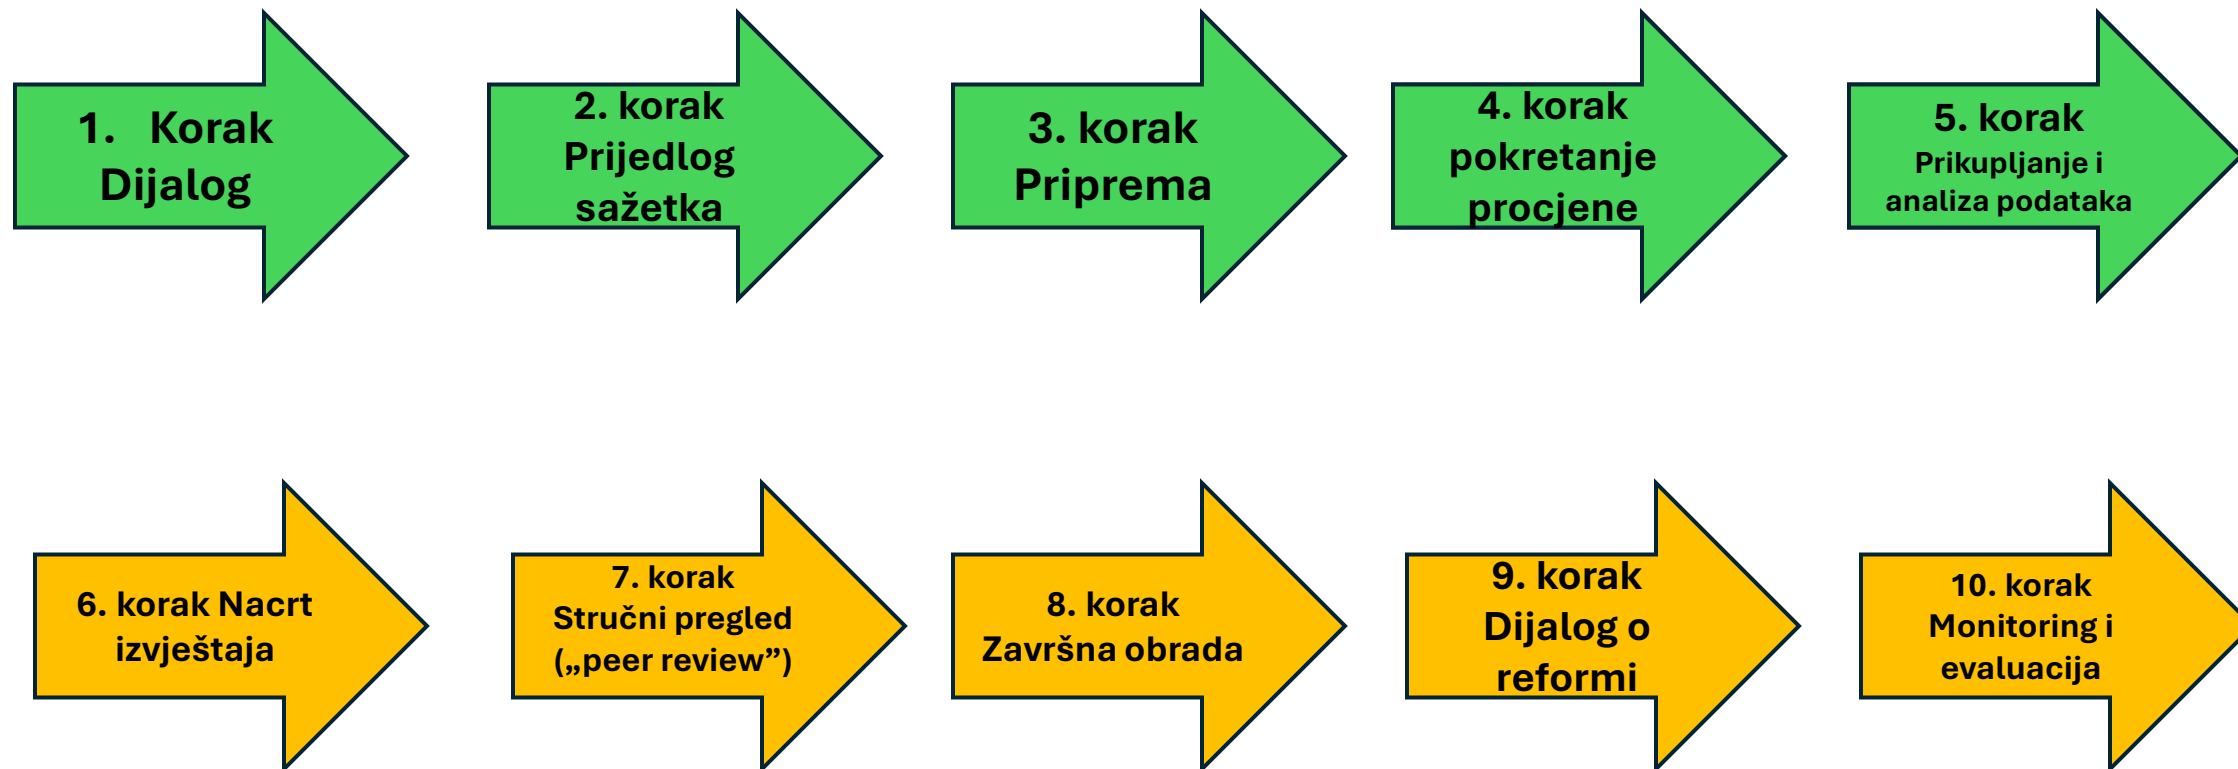 1. Korak
Dijalog
2. korak
Prijedlog
sažetka
3. korak
Priprema
4. korak
pokretanje
procjene
5. korak
Prikupljanje i
analiza podataka
6. korak Nacrt
izvještaja
7. korak
Stručni pregled
(„peer review”)
8. korak
Završna obrada
9. korak
Dijalog o
reformi
10. korak
Monitoring i
evaluacija